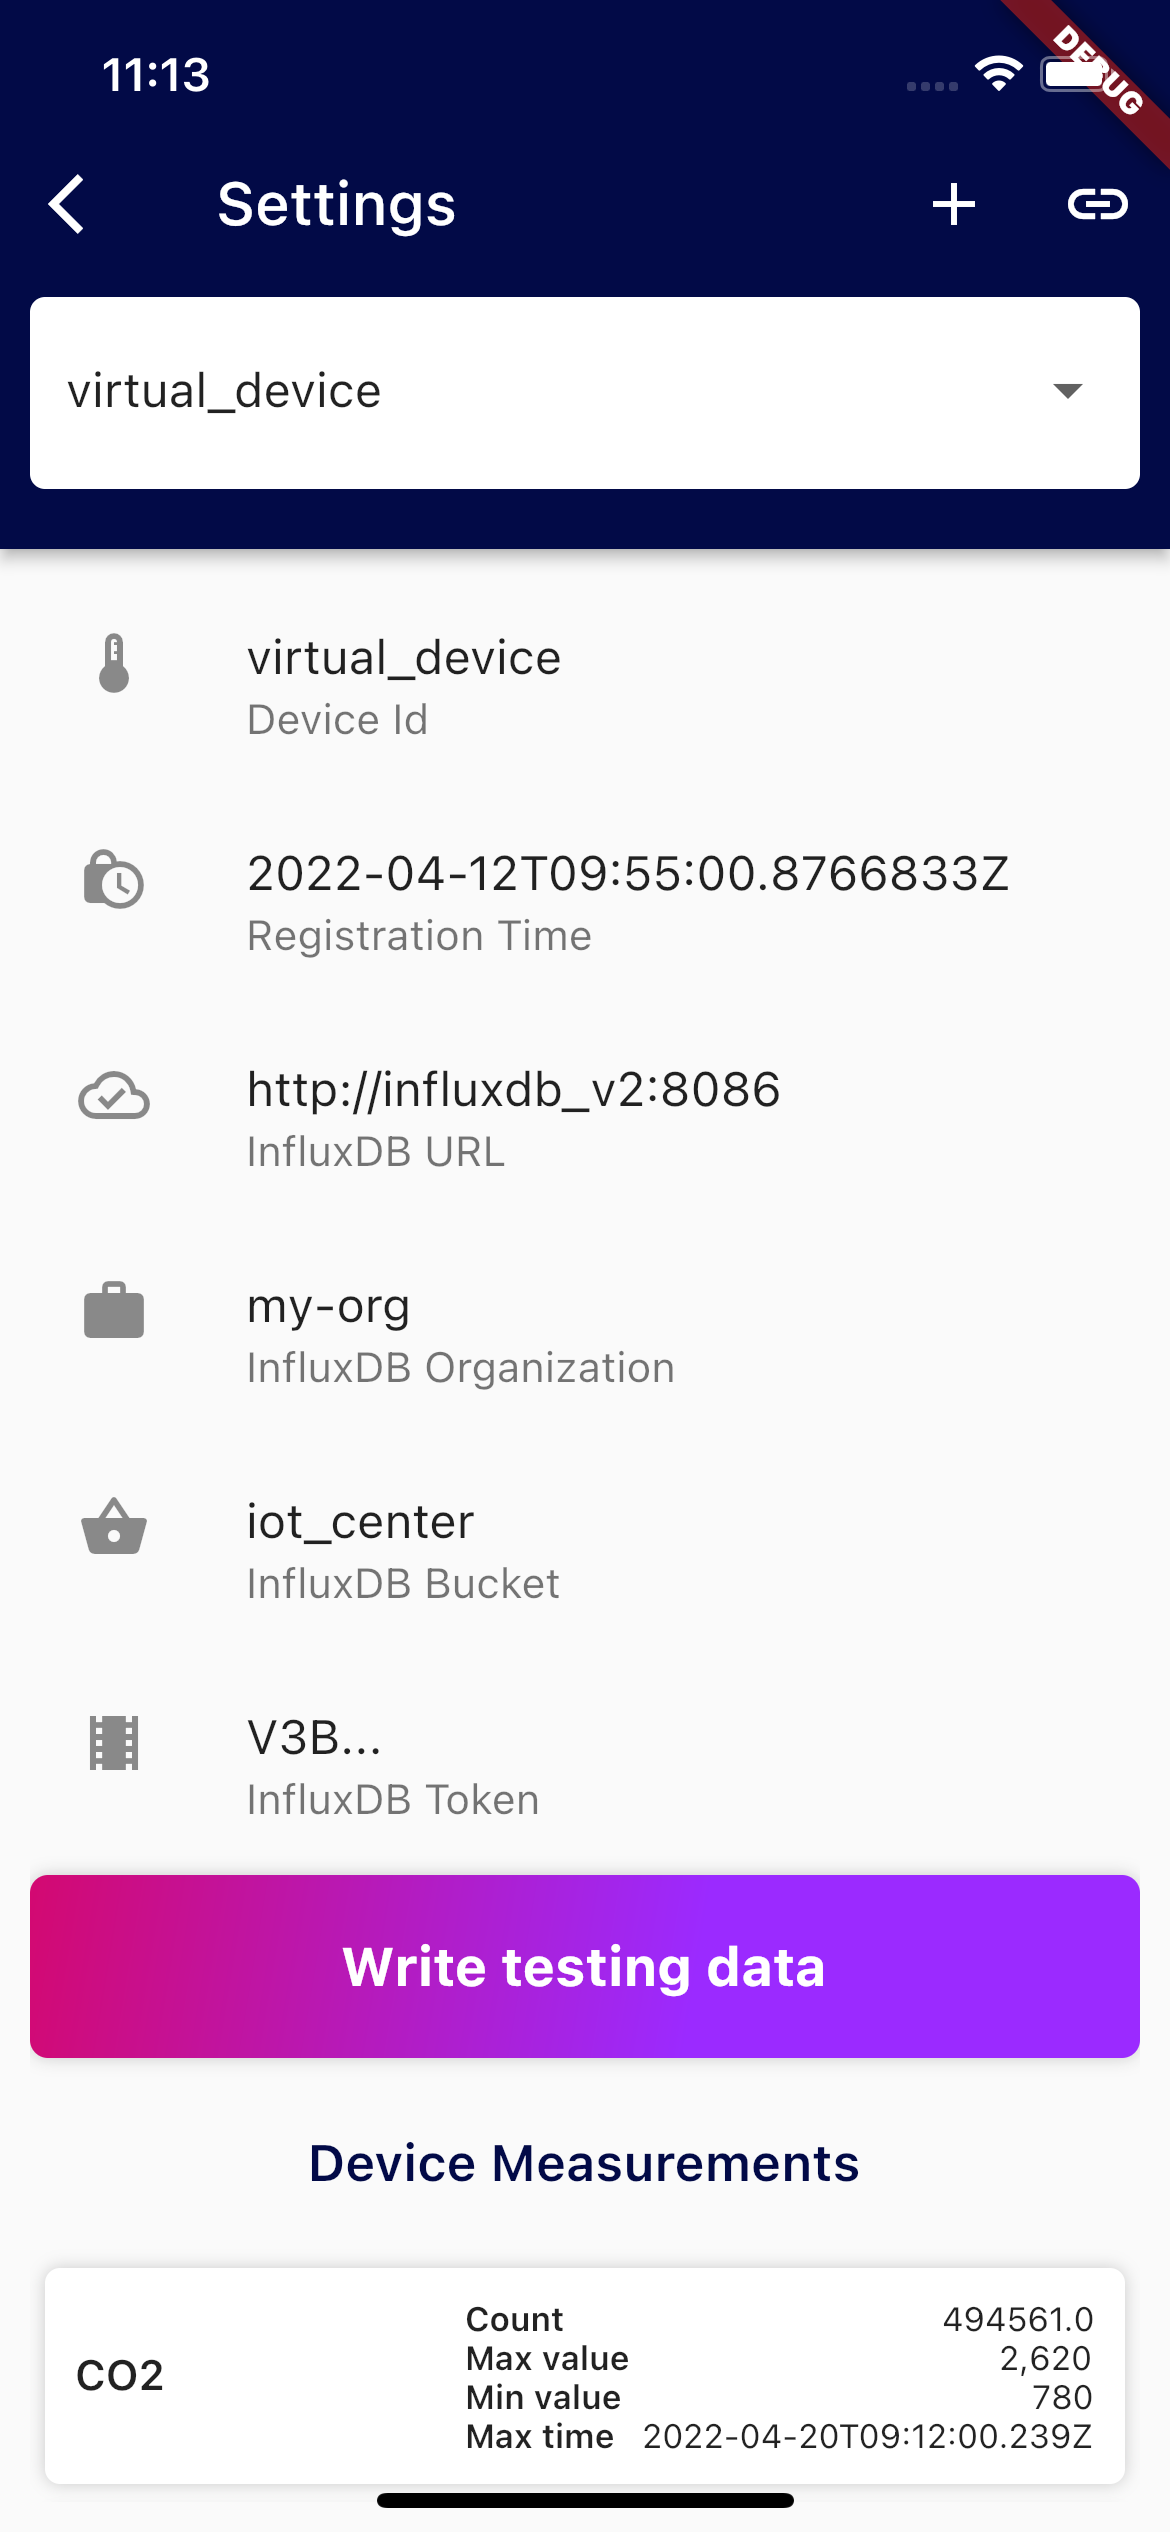 11:13
DEBUG
Settings
virtual_device
virtual_device
Device Id
2022-04-12T09:55:00.8766833Z
Registration Time
http://influxdb_v2:8086
InfluxDB URL
my-org
InfluxDB Organization
iot_center
InfluxDB Bucket
V3B...
InfluxDB Token
Write testing data
Device Measurements
CO2
Count 494561.0
Max value 2,620
Min value 780
Max time 2022-04-20T09:12:00.239Z